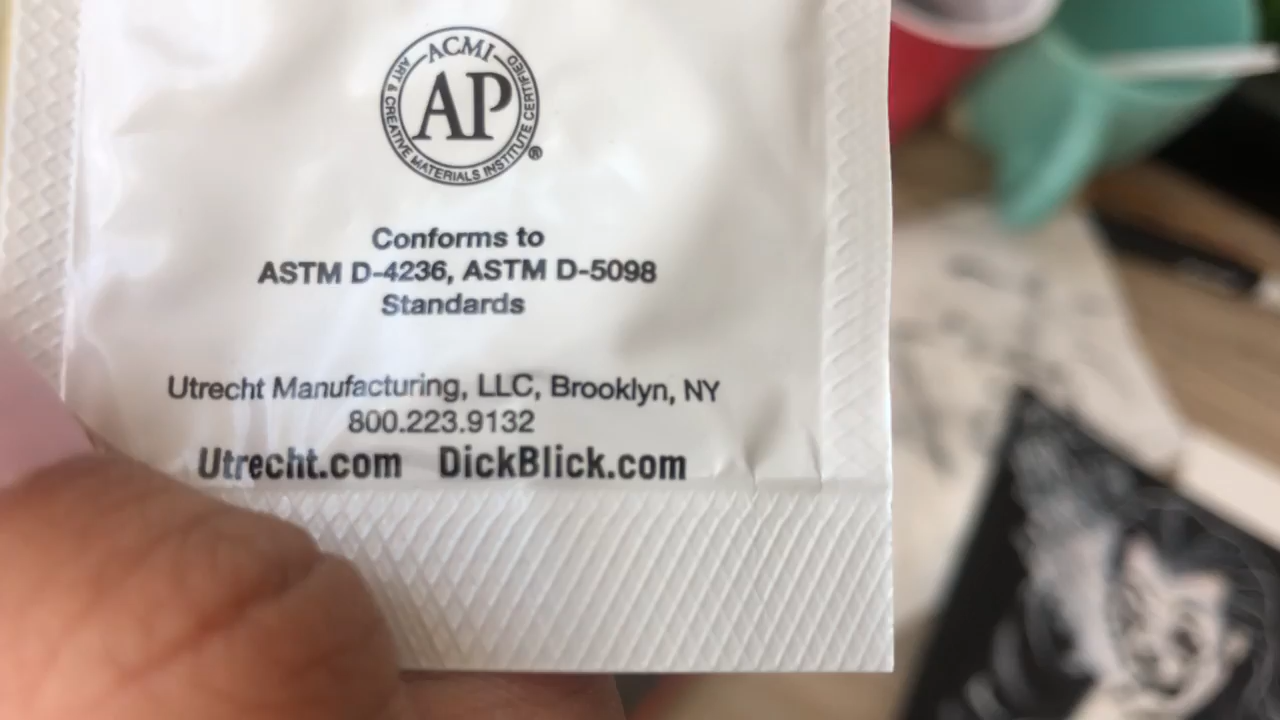 ACMI
ART & CREATIVE MATERIALS INSTITUTE CERTIFIED
AP
®
Conforms to
ASTM D-4236, ASTM D-5098
Standards
Utrecht Manufacturing, LLC, Brooklyn, NY
800.223.9132
Utrecht.com DickBlick.com